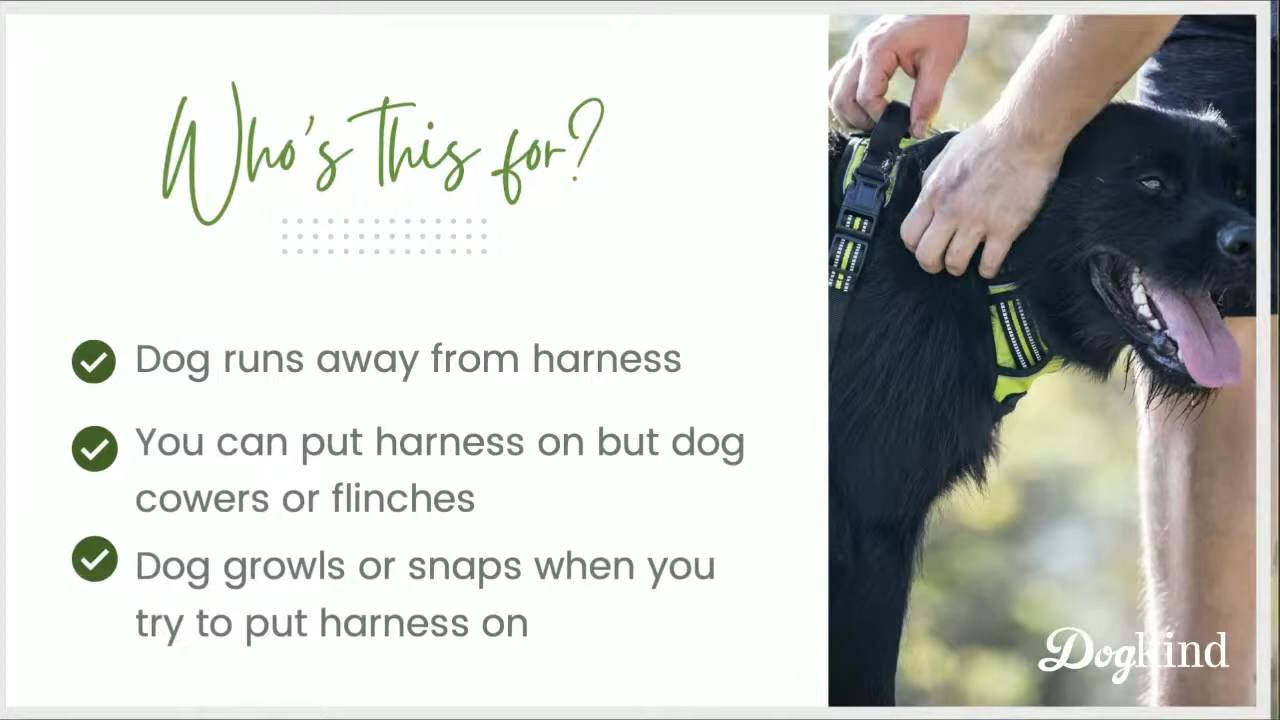 Who's this for?
Dog runs away from harness
You can put harness on but dog
cowers or flinches
Dog growls or snaps when you
try to put harness on
Dogkind